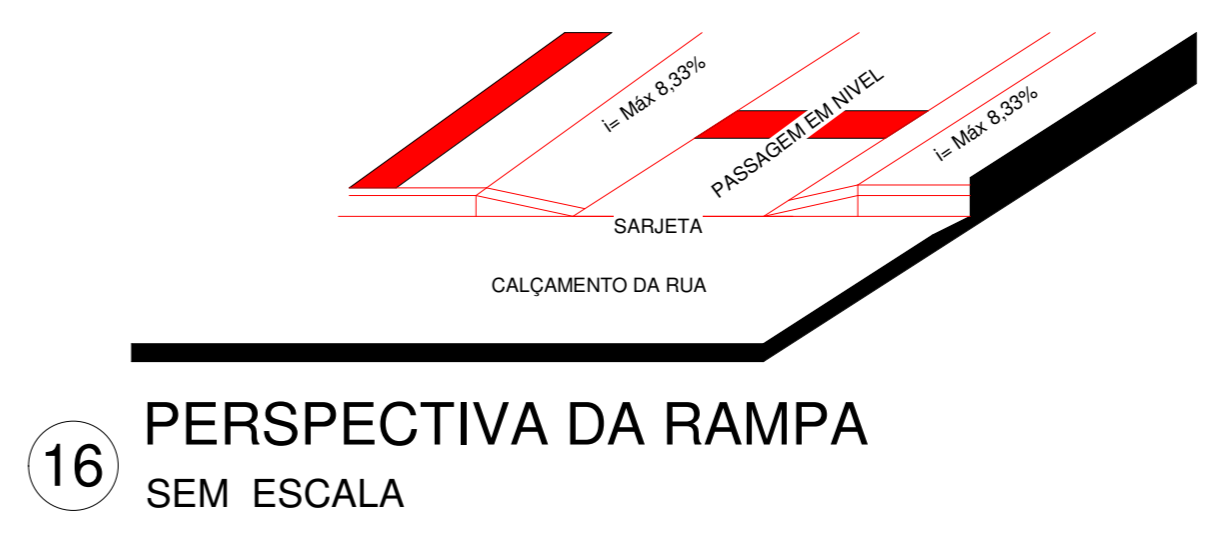 i= Máx 8,33%
PASSAGEM EM NIVEL
i= Máx 8,33%
SARJETA
CALÇAMENTO DA RUA
16
PERSPECTIVA DA RAMPA
SEM ESCALA